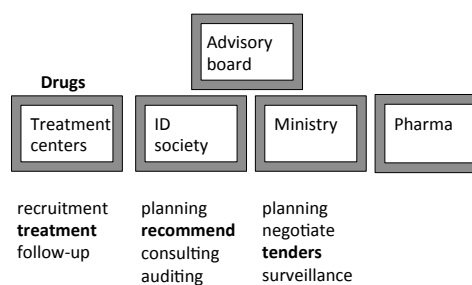 Advisory
board
Drugs
Treatment
centers
ID
society
Ministry
Pharma
recruitment
treatment
follow-up
planning
recommend
consulting
auditing
planning
negotiate
tenders
surveillance